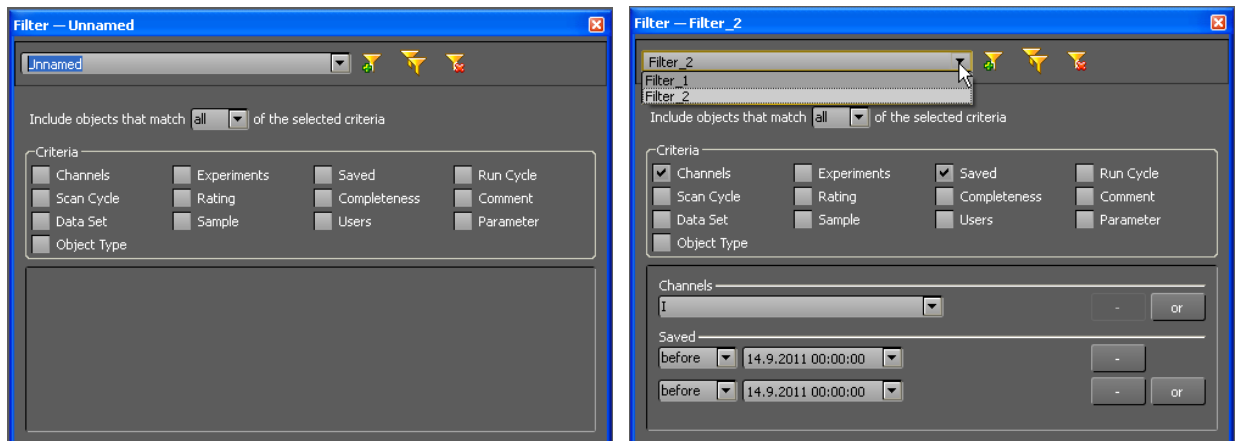 Filter — Unnamed
Unnamed
Include objects that match all of the selected criteria
Criteria
Channels Experiments Saved Run Cycle
Scan Cycle Rating Completeness Comment
Data Set Sample Users Parameter
Object Type
Filter — Filter_2
Filter_2
Filter_1
Filter_2
Include objects that match all of the selected criteria
Criteria
Channels Experiments Saved Run Cycle
Scan Cycle Rating Completeness Comment
Data Set Sample Users Parameter
Object Type
Channels
I - or
Saved
before 14.9.2011 00:00:00 -
before 14.9.2011 00:00:00 - or